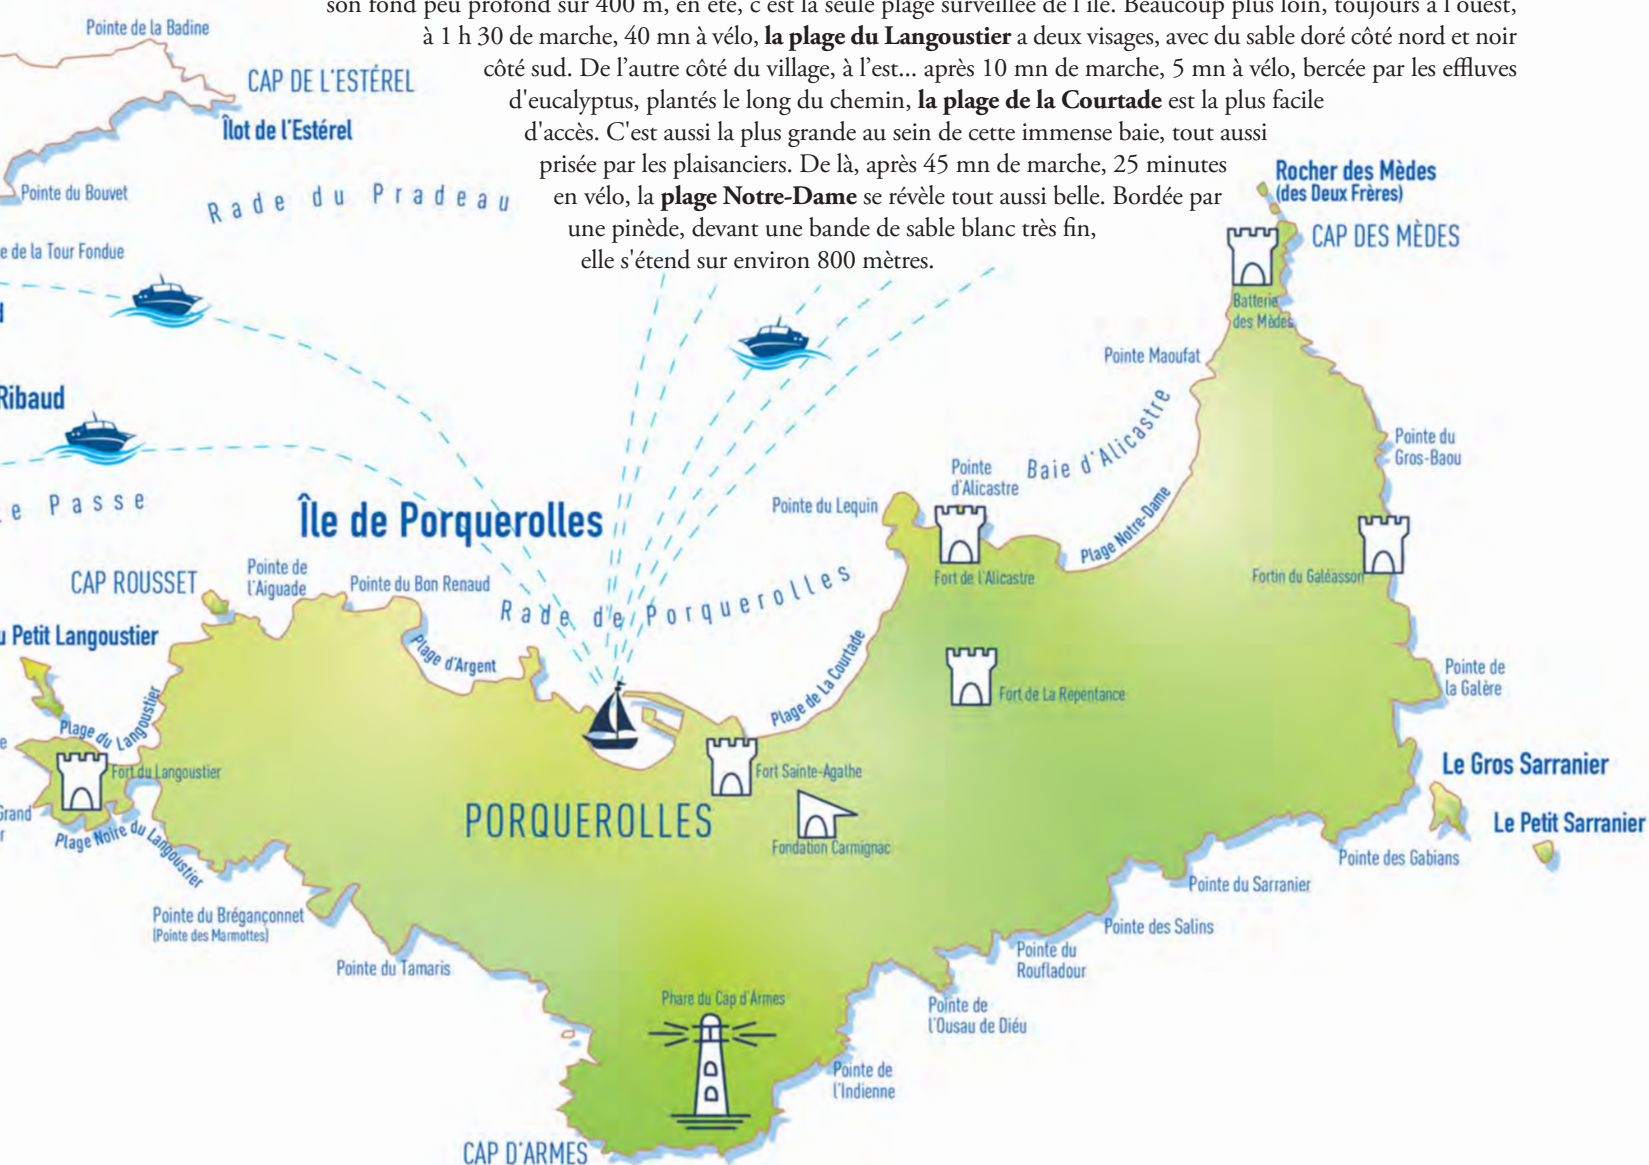 son fond peu profond sur 400 m, en été, c'est la seule plage surveillée de l'île. Beaucoup plus loin, toujours à l'ouest,
à 1 h 30 de marche, 40 mn à vélo, la plage du Langoustier a deux visages, avec du sable doré côté nord et noir
côté sud. De l'autre côté du village, à l'est... après 10 mn de marche, 5 mn à vélo, bercée par les effluves
d'eucalyptus, plantés le long du chemin, la plage de la Courtade est la plus facile
d'accès. C'est aussi la plus grande au sein de cette immense baie, tout aussi
prisée par les plaisanciers. De là, après 45 mn de marche, 25 minutes
en vélo, la plage Notre-Dame se révèle tout aussi belle. Bordée par
une pinède, devant une bande de sable blanc très fin,
elle s'étend sur environ 800 mètres.
Pointe de la Badine
CAP DE L'ESTÉREL
Îlot de l'Estérel
Pointe du Bouvet
Rade du Pradeau
e de la Tour Fondue
Rocher des Mèdes
(des Deux Frères)
CAP DES MÈDES
Batterie
des Mèdes
Pointe Maoufat
Ribaud
Baie d'Alicastre
Pointe du
Gros-Baou
Pointe
d'Alicastre
Pointe du Lequin
Plage Notre-Dame
e Passe
Île de Porquerolles
Fort de l'Alicastre
Fortin du Galéasson
CAP ROUSSET
Pointe de
l'Aiguade
Pointe du Bon Renaud
Rade de Porquerolles
u Petit Langoustier
Plage d'Argent
Plage de La Courtade
Fort de La Repentance
Pointe de
la Galère
Plage du Langoustier
Fort du Langoustier
Fort Sainte-Agathe
Le Gros Sarranier
Grand
r
PORQUEROLLES
Le Petit Sarranier
Plage Noire du Langoustier
Fondation Carmignac
Pointe des Gabians
Pointe du Sarranier
Pointe du Brégançonnet
(Pointe des Marmottes)
Pointe des Salins
Pointe du Tamaris
Pointe du
Roufladour
Phare du Cap d'Armes
Pointe de
l'Ousau de Diéu
Pointe de
l'Indienne
CAP D'ARMES